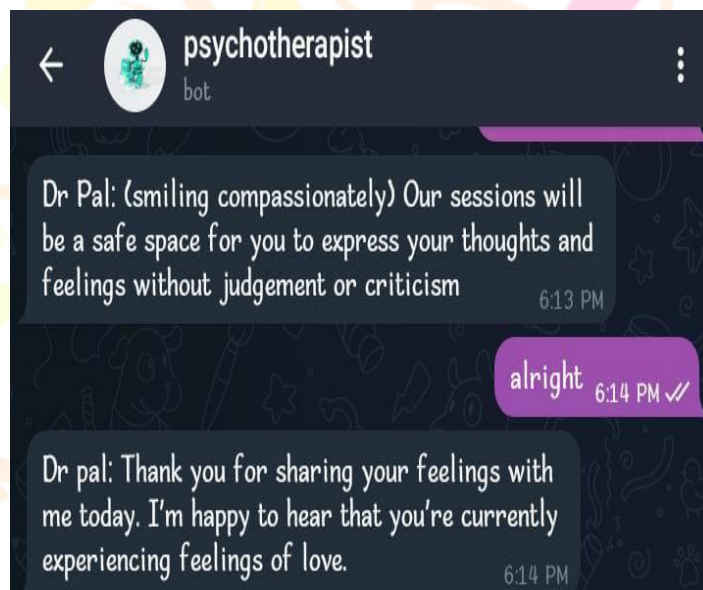 psychotherapist
bot
Dr Pal: (smiling compassionately) Our sessions will
be a safe space for you to express your thoughts and
feelings without judgement or criticism
6:13 PM
alright 6:14 PM
Dr pal: Thank you for sharing your feelings with
me today. I'm happy to hear that you're currently
experiencing feelings of love.
6:14 PM